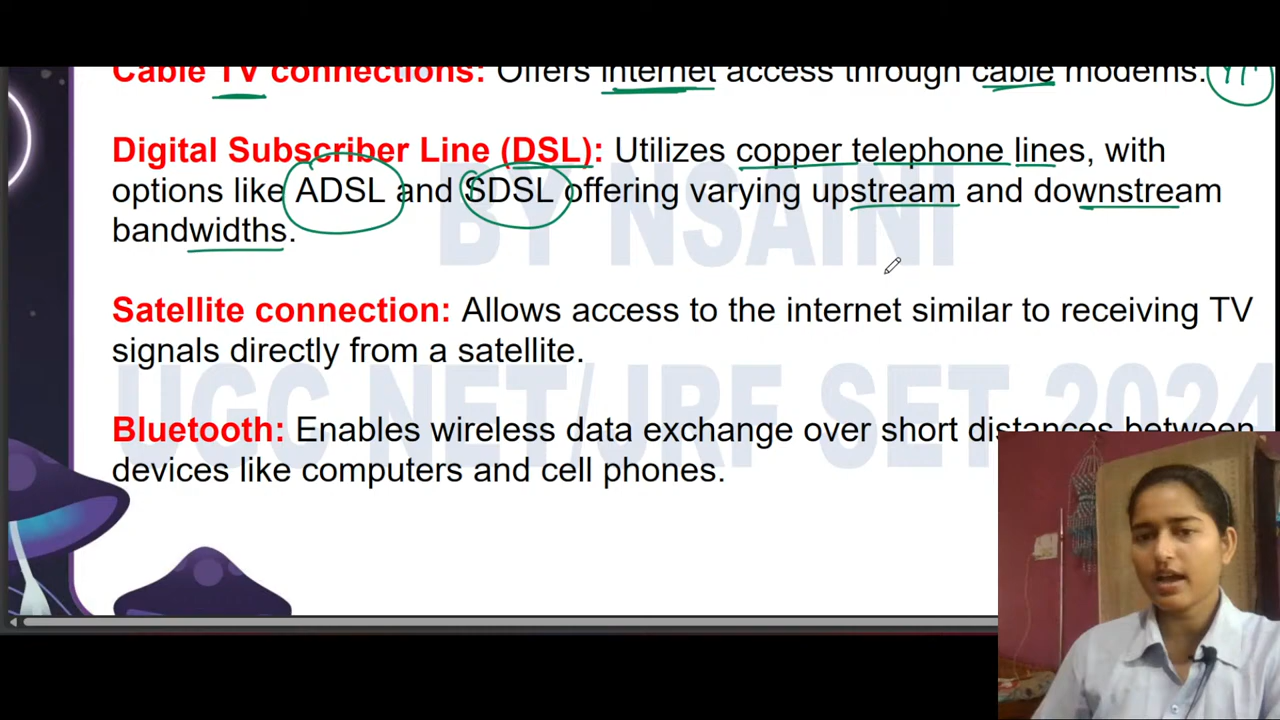 Cable TV connections: Offers internet access through cable modems.
Digital Subscriber Line (DSL): Utilizes copper telephone lines, with
options like ADSL and SDSL offering varying upstream and downstream
bandwidths.
BY NSAINI
Satellite connection: Allows access to the internet similar to receiving TV
signals directly from a satellite.
UGC NET/JRF SET 2024
Bluetooth: Enables wireless data exchange over short distances between
devices like computers and cell phones.